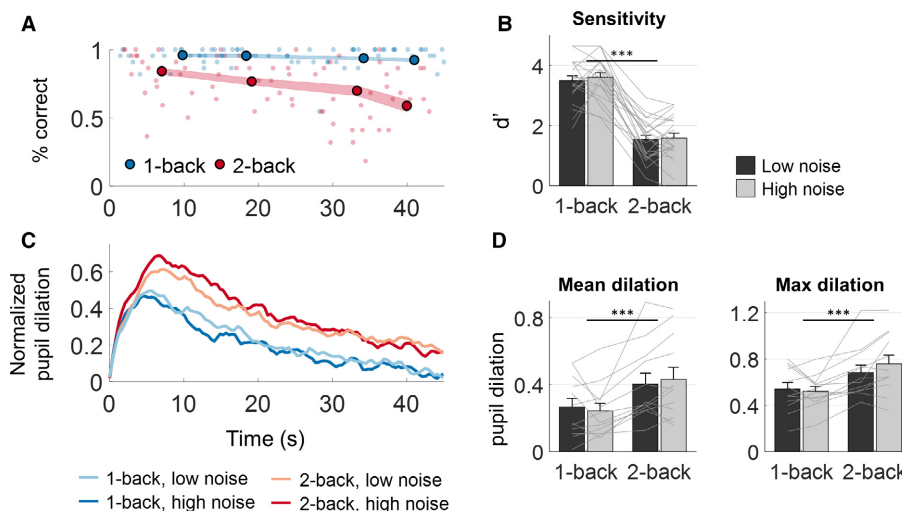 A
% correct
1
0.5
0
1-back
2-back
10
20
30
40
B
Sensitivity
***
d'
4
2
0
1-back
2-back
Low noise
High noise
C
Normalized
pupil dilation
0.6
0.4
0.2
0
0
10
20
30
40
Time (s)
1-back, low noise
2-back, low noise
1-back, high noise
2-back, high noise
D
Mean dilation
***
pupil dilation
0.8
0.4
0
1-back
2-back
Max dilation
***
1.2
0.8
0.4
0
1-back
2-back